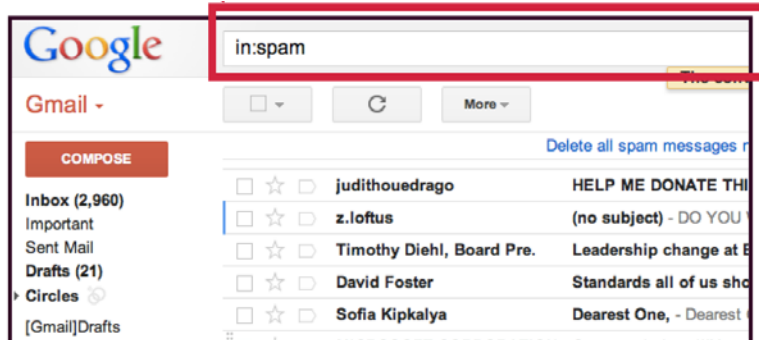 Google
in:spam
Gmail
More
Delete all spam messages
COMPOSE
Inbox (2,960)
Important
Sent Mail
Drafts (21)
Circles
[Gmail]Drafts
judithouedrago HELP ME DONATE
z.loftus (no subject) - DO YOU
Timothy Diehl, Board Pre. Leadership change at
David Foster Standards all of us
Sofia Kipkalya Dearest One, - Dearest